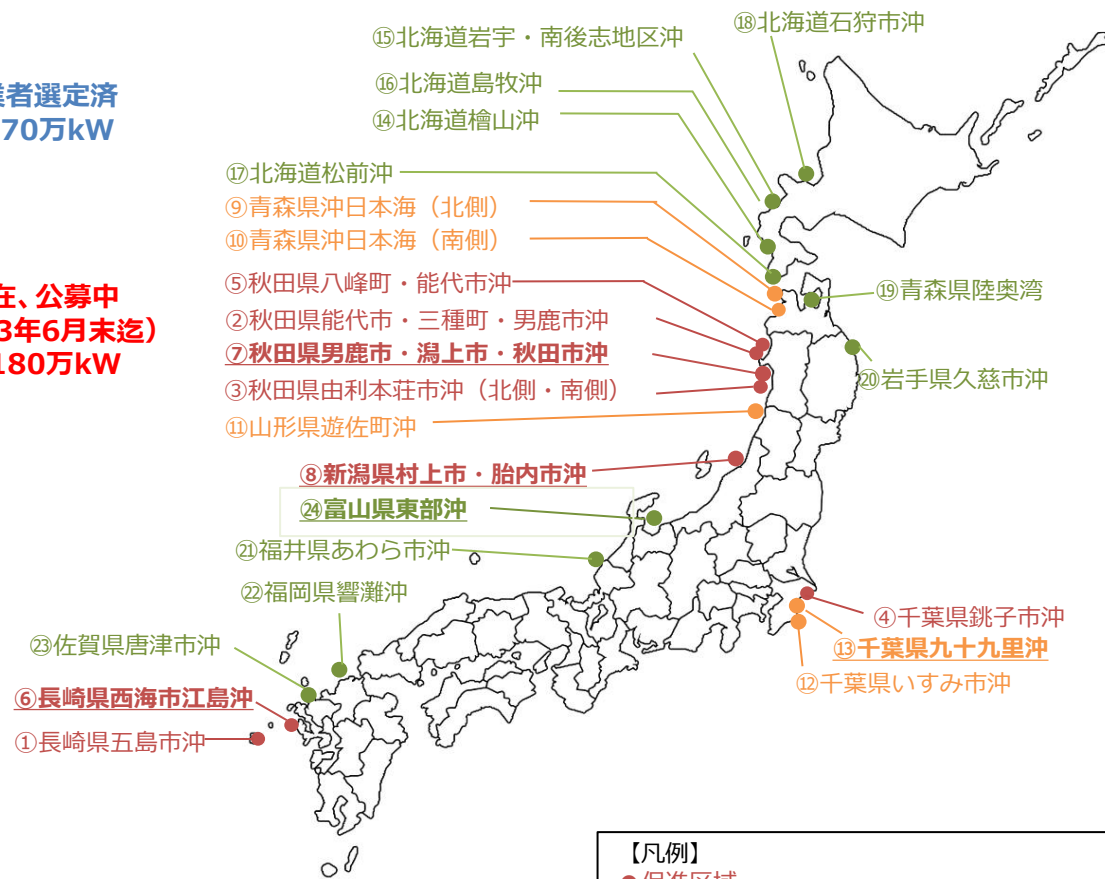 業者選定済
70万kW
在、公募中
3年6月末迄）
180万kW
⑮北海道岩宇・南後志地区沖
⑱北海道石狩市沖
⑯北海道島牧沖
⑭北海道檜山沖
⑰北海道松前沖
⑨青森県沖日本海（北側）
⑩青森県沖日本海（南側）
⑤秋田県八峰町・能代市沖
⑲青森県陸奥湾
②秋田県能代市・三種町・男鹿市沖
⑦秋田県男鹿市・潟上市・秋田市沖
⑳岩手県久慈市沖
③秋田県由利本荘市沖（北側・南側）
⑪山形県遊佐町沖
⑧新潟県村上市・胎内市沖
㉔富山県東部沖
㉑福井県あわら市沖
㉒福岡県響灘沖
④千葉県銚子市沖
㉓佐賀県唐津市沖
⑬千葉県九十九里沖
⑫千葉県いすみ市沖
⑥長崎県西海市江島沖
①長崎県五島市沖
【凡例】
促進区域